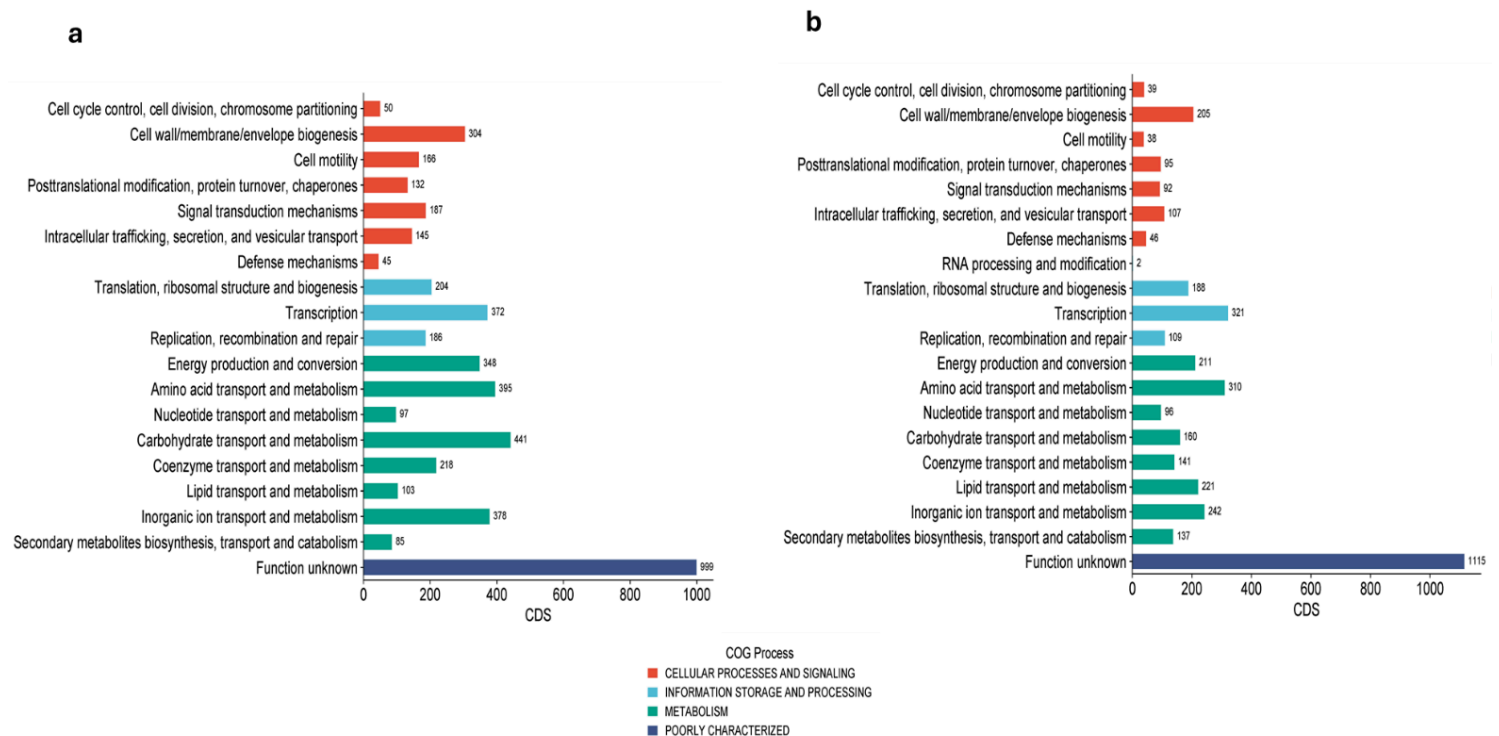 a
Cell cycle control, cell division, chromosome partitioning 50
Cell wall/membrane/envelope biogenesis 304
Cell motility 166
Posttranslational modification, protein turnover, chaperones 132
Signal transduction mechanisms 187
Intracellular trafficking, secretion, and vesicular transport 145
Defense mechanisms 45
Translation, ribosomal structure and biogenesis 204
Transcription 372
Replication, recombination and repair 186
Energy production and conversion 348
Amino acid transport and metabolism 395
Nucleotide transport and metabolism 97
Carbohydrate transport and metabolism 441
Coenzyme transport and metabolism 218
Lipid transport and metabolism 103
Inorganic ion transport and metabolism 378
Secondary metabolites biosynthesis, transport and catabolism 85
Function unknown 999
0 200 400 600 800 1000
CDS
b
Cell cycle control, cell division, chromosome partitioning 39
Cell wall/membrane/envelope biogenesis 205
Cell motility 38
Posttranslational modification, protein turnover, chaperones 95
Signal transduction mechanisms 92
Intracellular trafficking, secretion, and vesicular transport 107
Defense mechanisms 46
RNA processing and modification 2
Translation, ribosomal structure and biogenesis 188
Transcription 321
Replication, recombination and repair 109
Energy production and conversion 211
Amino acid transport and metabolism 310
Nucleotide transport and metabolism 96
Carbohydrate transport and metabolism 160
Coenzyme transport and metabolism 141
Lipid transport and metabolism 221
Inorganic ion transport and metabolism 242
Secondary metabolites biosynthesis, transport and catabolism 137
Function unknown 1115
0 200 400 600 800 1000
CDS
COG Process
CELLULAR PROCESSES AND SIGNALING
INFORMATION STORAGE AND PROCESSING
METABOLISM
POORLY CHARACTERIZED